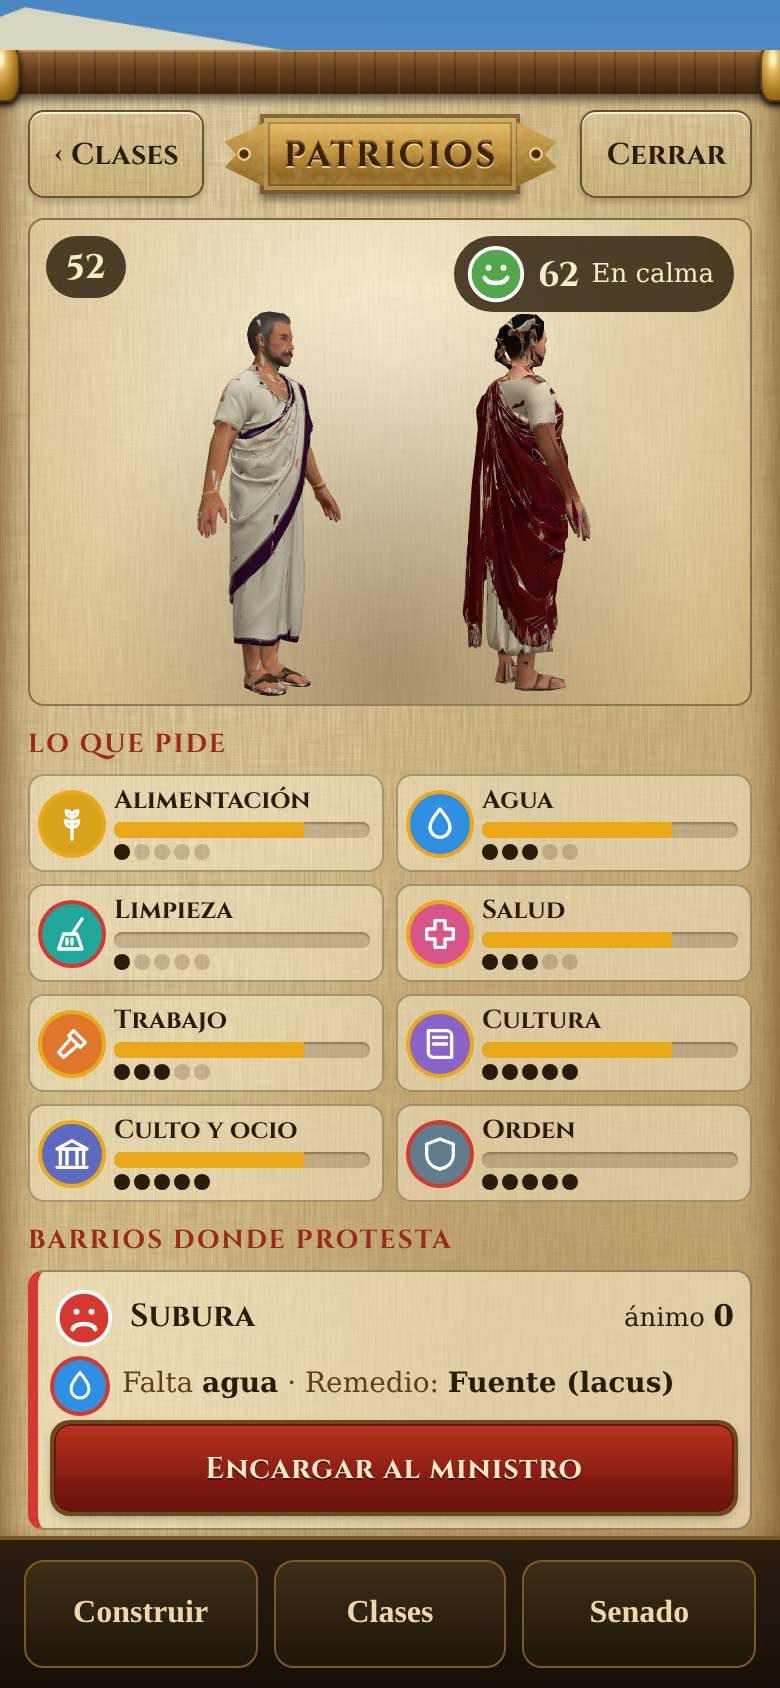 ‹ Clases
PATRICIOS
Cerrar
52
62 En calma
LO QUE PIDE
Alimentación
Agua
Limpieza
Salud
Trabajo
Cultura
Culto y ocio
Orden
BARRIOS DONDE PROTESTA
Subura
ánimo 0
Falta agua · Remedio: Fuente (lacus)
Encargar al ministro
Construir
Clases
Senado